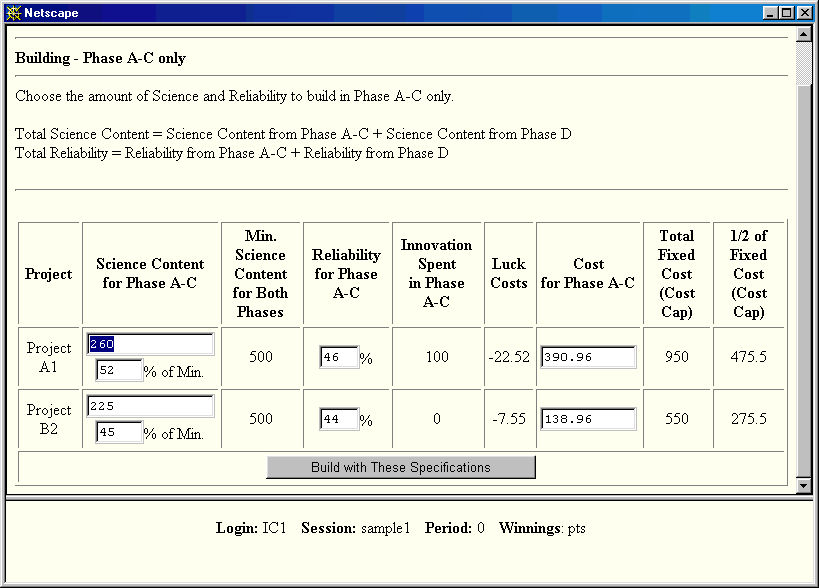 Netscape
Building - Phase A-C only
Choose the amount of Science and Reliability to build in Phase A-C only.
Total Science Content = Science Content from Phase A-C + Science Content from Phase D
Total Reliability = Reliability from Phase A-C + Reliability from Phase D
Project
Science Content
for Phase A-C
Min.
Science
Content
for Both
Phases
Reliability
for Phase
A-C
Innovation
Spent
in Phase
A-C
Luck
Costs
Cost
for Phase A-C
Total
Fixed
Cost
(Cost
Cap)
1/2 of
Fixed
Cost
(Cost
Cap)
Project
A1
260
52 % of Min.
500
46 %
100
-22.52
390.96
950
475.5
Project
B2
225
45 % of Min.
500
44 %
0
-7.55
138.96
550
275.5
Build with These Specifications
Login: IC1 Session: sample1 Period: 0 Winnings: pts